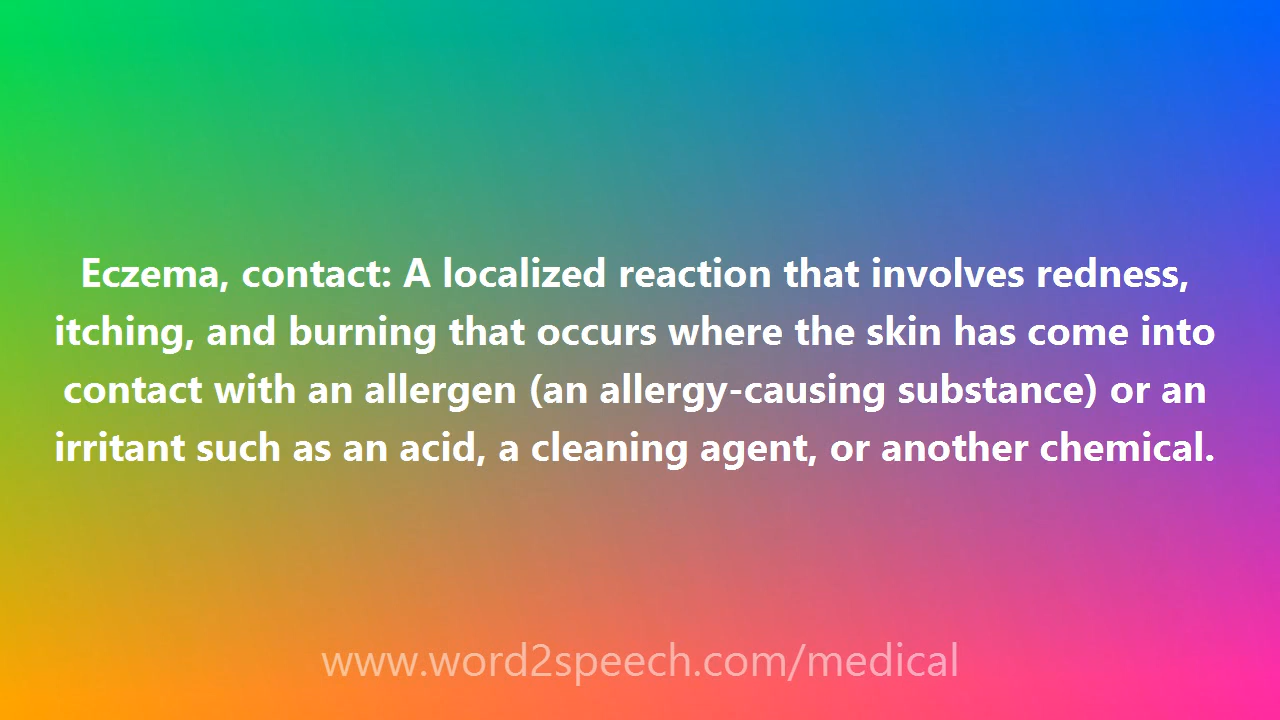 Eczema, contact: A localized reaction that involves redness,
itching, and burning that occurs where the skin has come into
contact with an allergen (an allergy-causing substance) or an
irritant such as an acid, a cleaning agent, or another chemical.
www.word2speech.com/medical